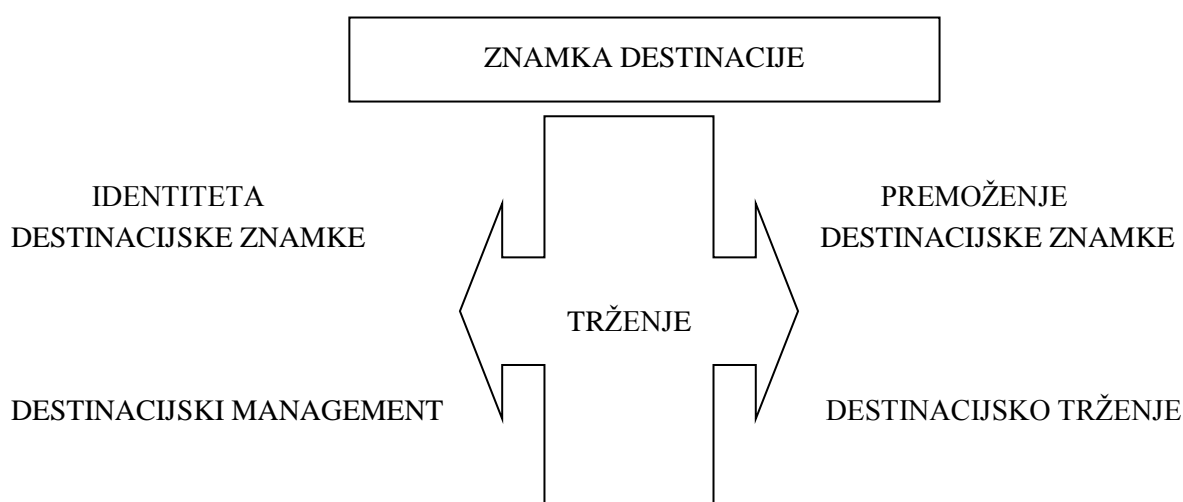 ZNAMKA DESTINACIJE
IDENTITETA
DESTINACIJSKE ZNAMKE
PREMOŽENJE
DESTINACIJSKE ZNAMKE
TRŽENJE
DESTINACIJSKI MANAGEMENT
DESTINACIJSKO TRŽENJE